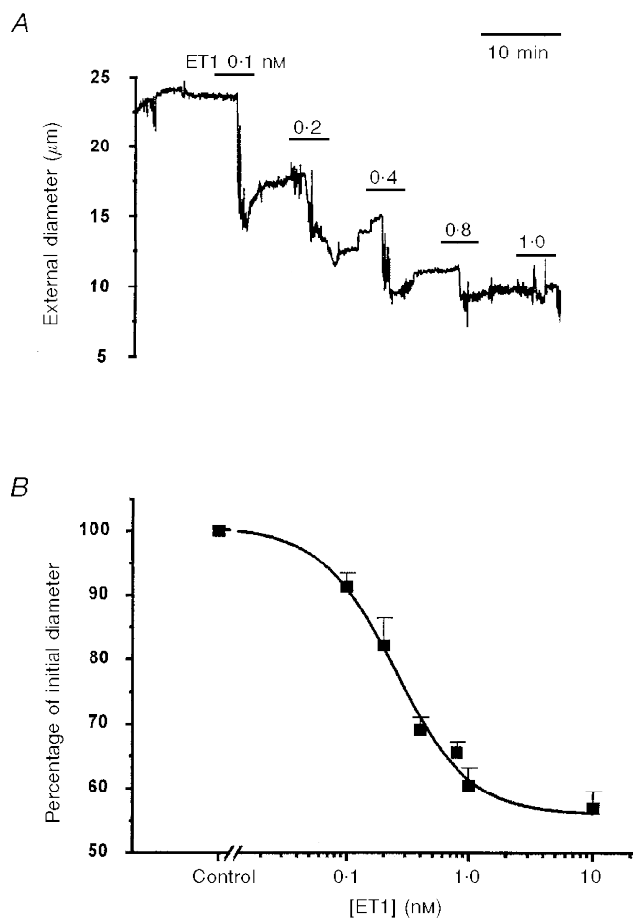 A
10 min
ET1 0·1 nM
0·2
0·4
0·8
1·0
External diameter (μm)
25
20
15
10
5
B
Percentage of initial diameter
100
90
80
70
60
50
Control
0·1
1·0
10
[ET1] (nM)